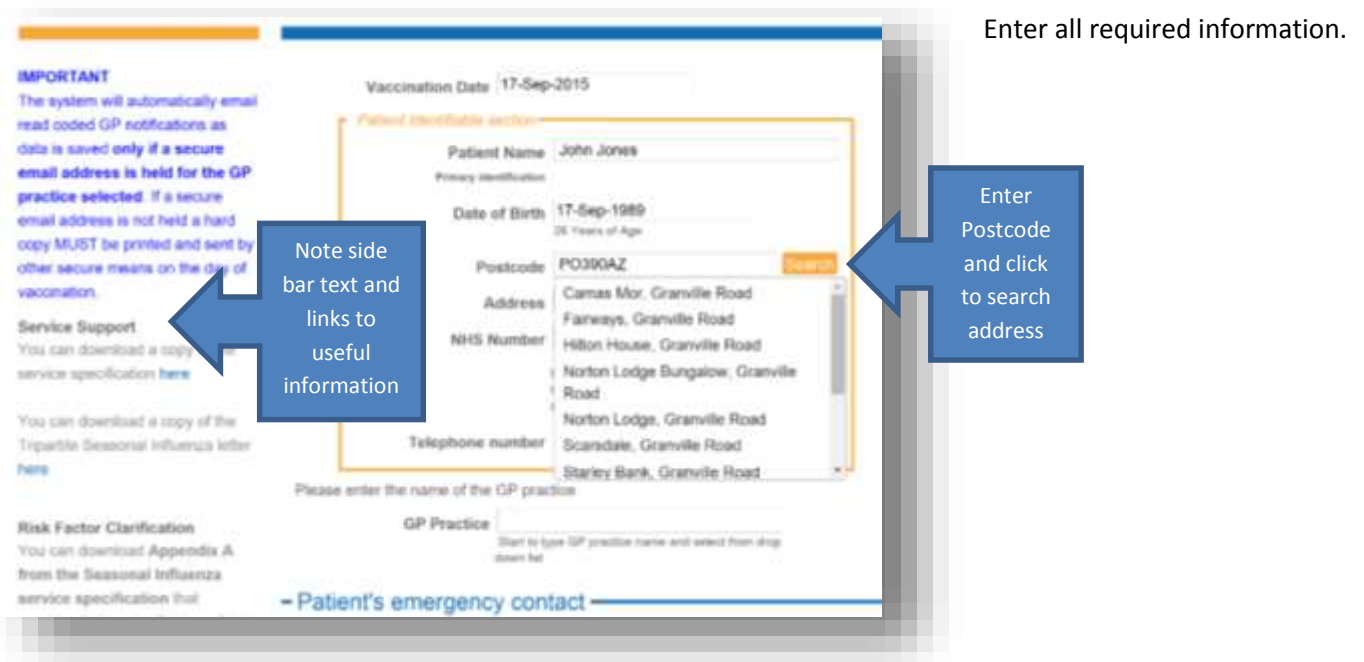 Enter all required information.
IMPORTANT
The system will automatically email
read coded GP notifications as
data is saved only if a secure
email address is held for the GP
practice selected. If a secure
email address is not held a hard
copy MUST be printed and sent by
other secure means on the day of
vaccination.
Service Support
You can download a copy
service specification here
You can download a copy of the
Tripartite Seasonal Influenza letter
here
Risk Factor Clarification
You can download Appendix A
from the Seasonal Influenza
service specification that
Note side
bar text and
links to
useful
information
Vaccination Date 17-Sep-2015
Patient Identifiable section
Patient Name John Jones
Primary identification
Date of Birth 17-Sep-1989
26 Years of Age
Postcode PO390AZ Search
Address
Camas Mor, Granville Road
Fairways, Granville Road
NHS Number
Hilton House, Granville Road
Norton Lodge Bungalow, Granville
Road
Norton Lodge, Granville Road
Telephone number
Scarsdale, Granville Road
Starley Bank, Granville Road
Please enter the name of the GP practice
GP Practice
Start to type GP practice name and select from drop
down list
Patient's emergency contact
Enter
Postcode
and click
to search
address